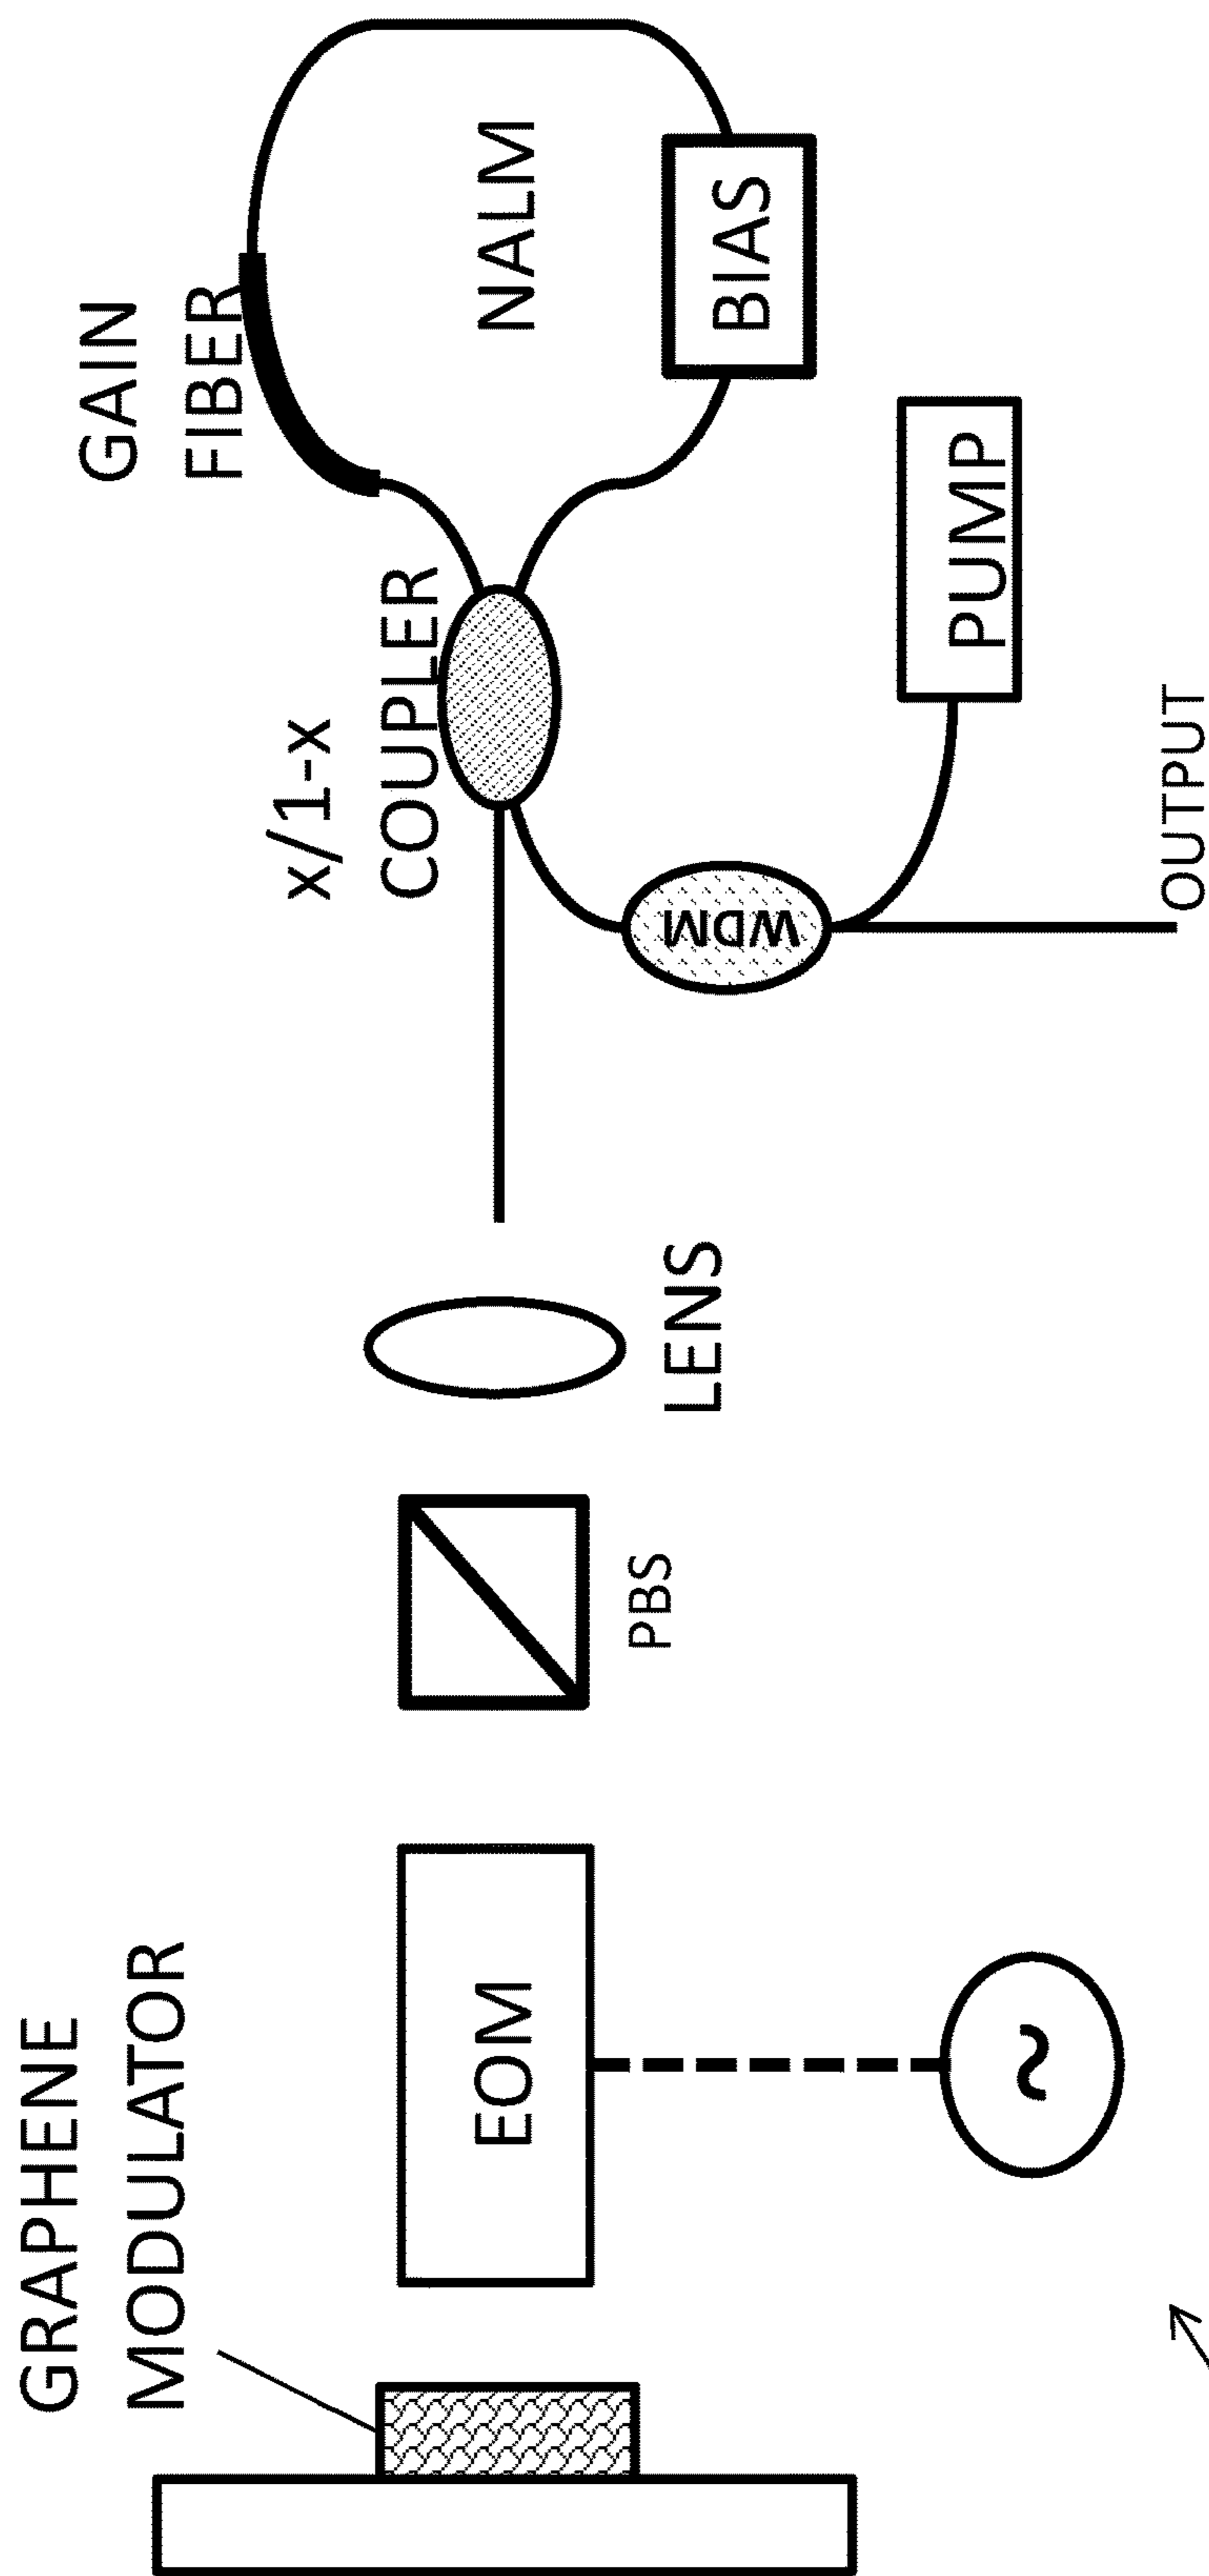 GRAPHENE
MODULATOR
EOM
~
PBS
LENS
x/1-x
COUPLER
WDM
GAIN
FIBER
NALM
BIAS
PUMP
OUTPUT